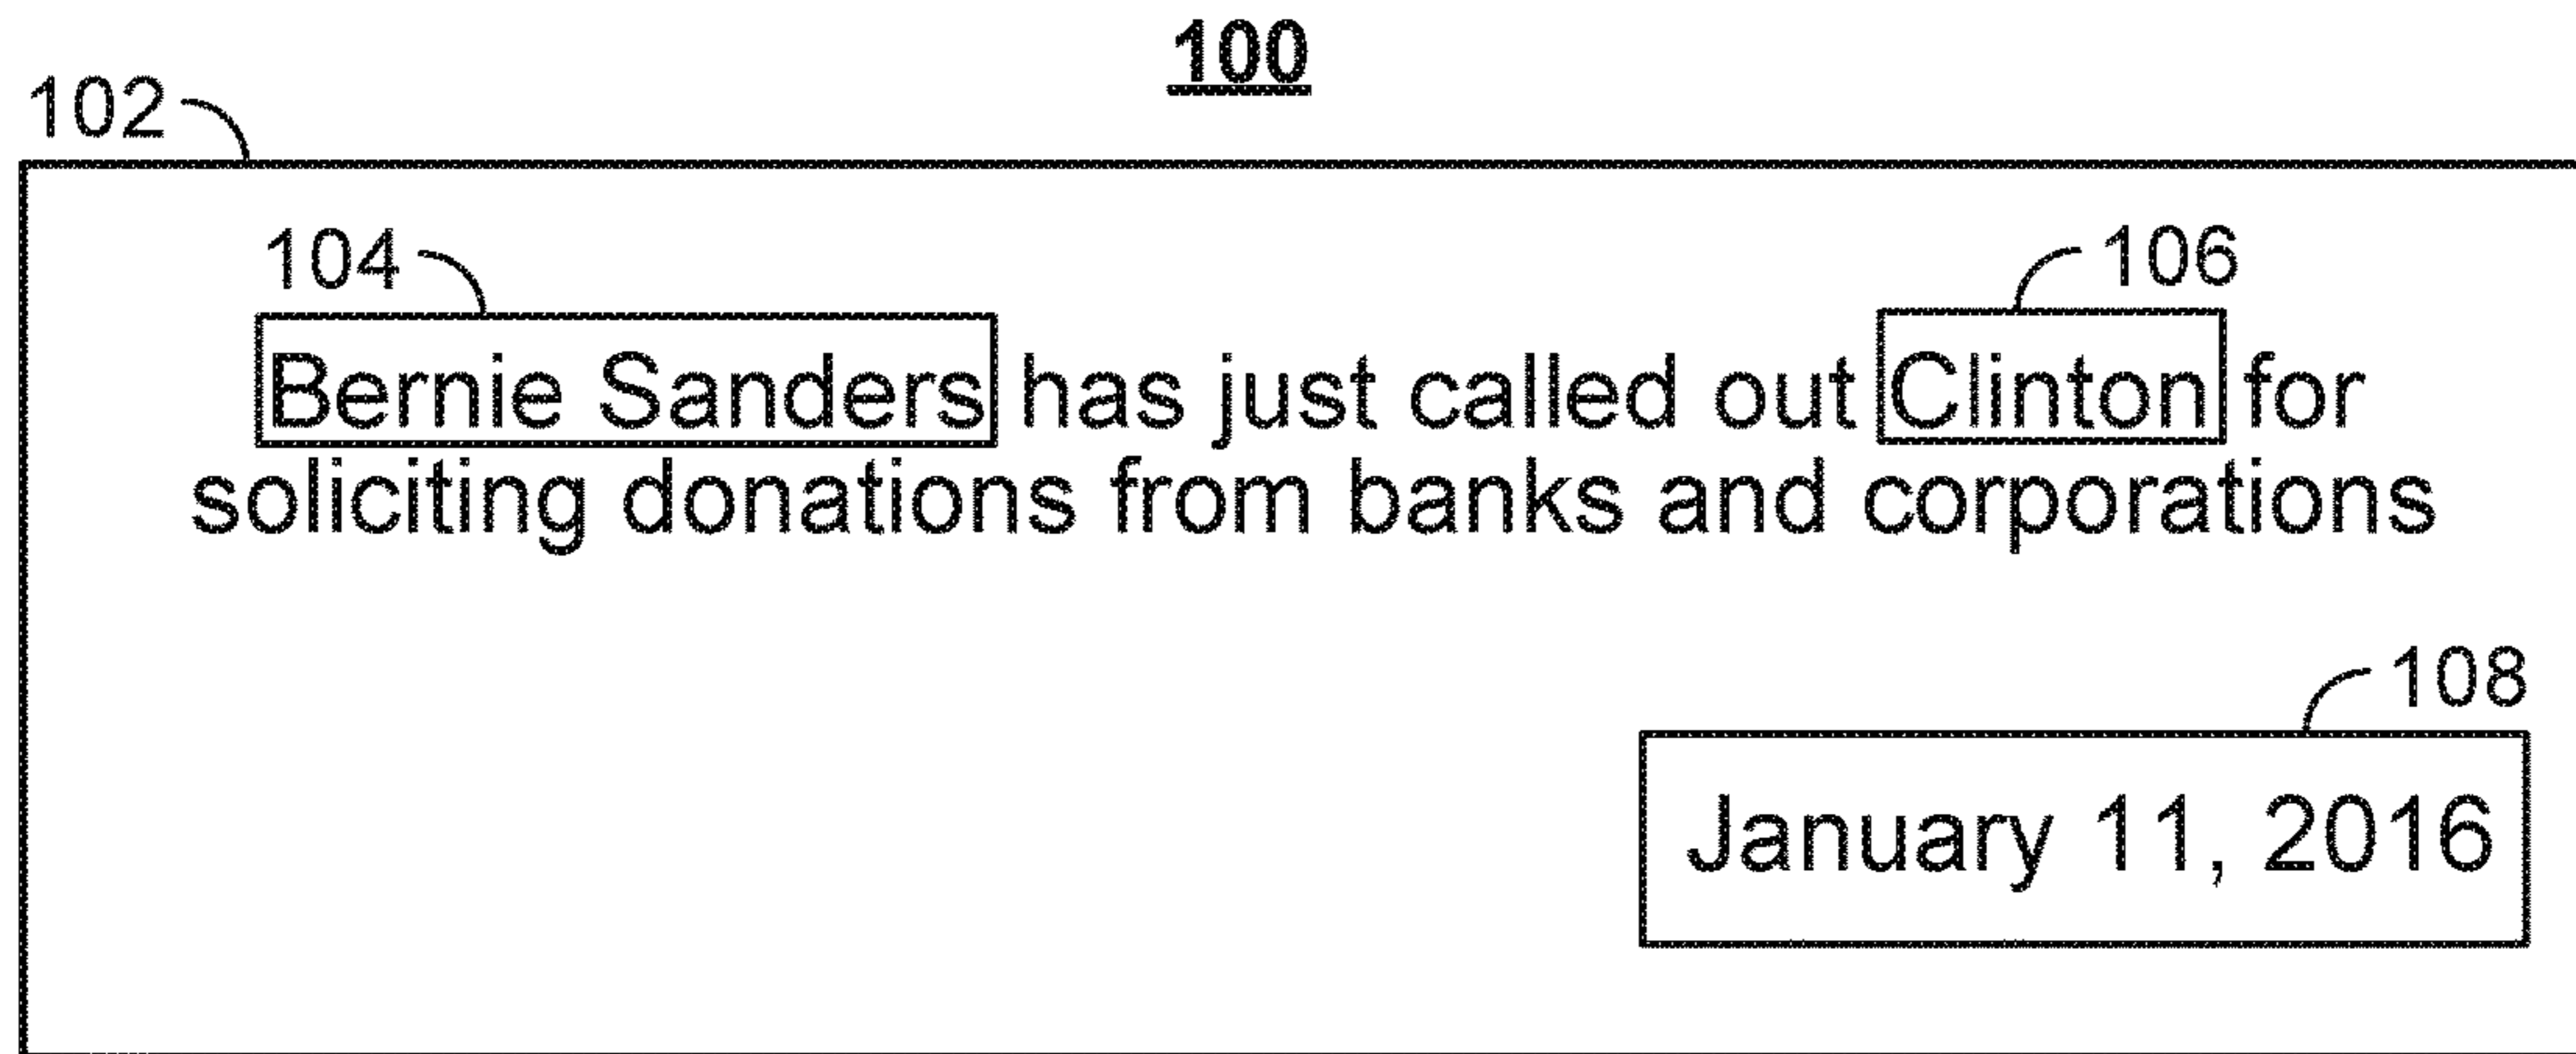 100
102
104
106
Bernie Sanders has just called out Clinton for
soliciting donations from banks and corporations
108
January 11, 2016